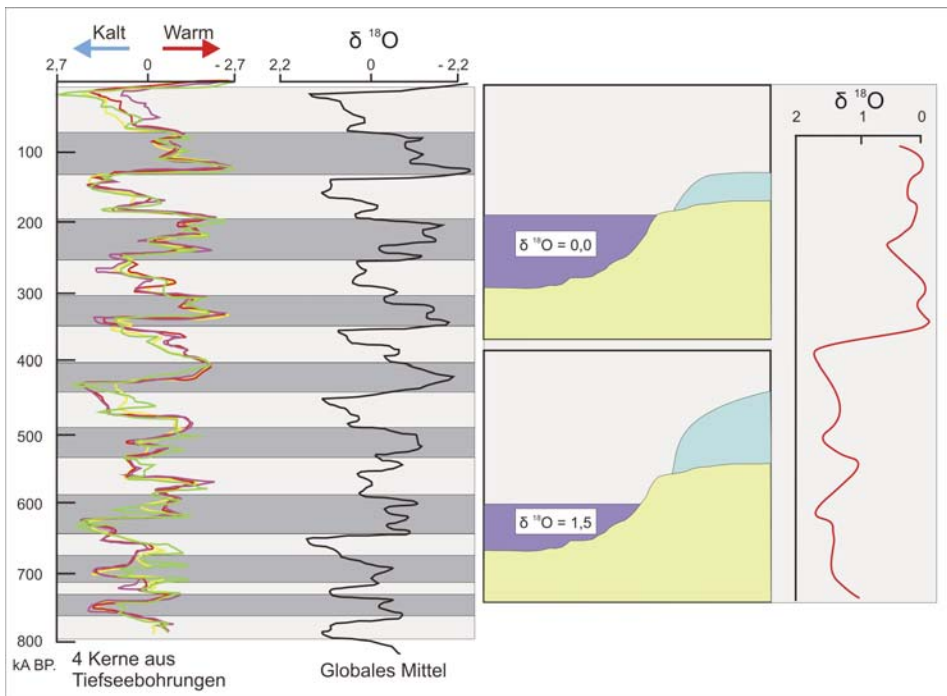 Kalt Warm
2,7 0 - 2,7
δ 18O
2,2 0 - 2,2
100
200
300
400
500
600
700
800
kA BP.
4 Kerne aus
Tiefseebohrungen
Globales Mittel
δ 18O = 0,0
δ 18O = 1,5
δ 18O
2 1 0